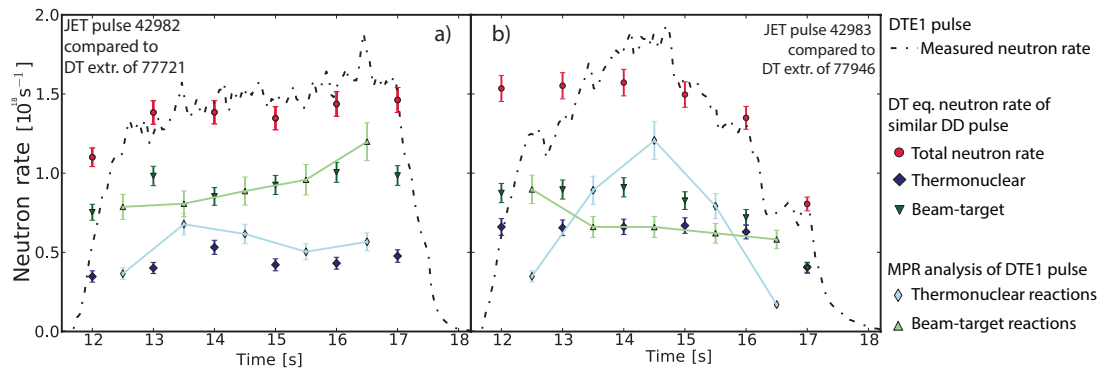 JET pulse 42982
compared to
DT extr. of 77721
a)
b)
JET pulse 42983
compared to
DT extr. of 77946
Neutron rate [10¹⁸s⁻¹]
2.0
1.5
1.0
0.5
0.0
12 13 14 15 16 17 18
Time [s]
12 13 14 15 16 17 18
Time [s]
DTE1 pulse
Measured neutron rate
DT eq. neutron rate of
similar DD pulse
Total neutron rate
Thermonuclear
Beam-target
MPR analysis of DTE1 pulse
Thermonuclear reactions
Beam-target reactions